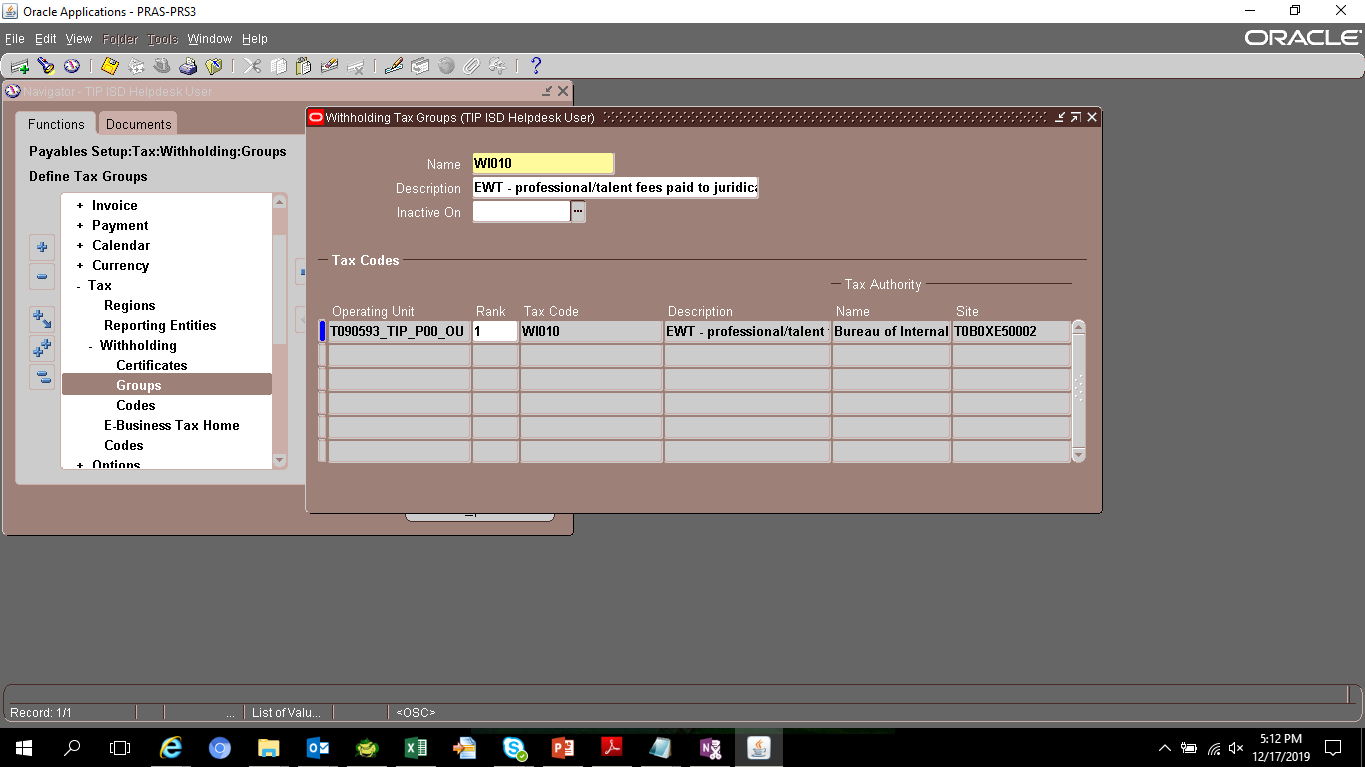 Oracle Applications - PRAS-PRS3
File Edit View Folder Tools Window Help
ORACLE
Navigator - TIP ISD Helpdesk User
Functions Documents
Payables Setup:Tax:Withholding:Groups
Define Tax Groups
+ Invoice
+ Payment
+ Calendar
+ Currency
- Tax
Regions
Reporting Entities
- Withholding
Certificates
Groups
Codes
E-Business Tax Home
Codes
+ Options
Withholding Tax Groups (TIP ISD Helpdesk User)
Name WI010
Description EWT - professional/talent fees paid to juridica
Inactive On
Tax Codes
Tax Authority
Operating Unit Rank Tax Code Description Name Site
T090593_TIP_P00_OU 1 WI010 EWT - professional/talent Bureau of Internal T0B0XE50002
Record: 1/1 ... List of Valu... <OSC>
5:12 PM
12/17/2019